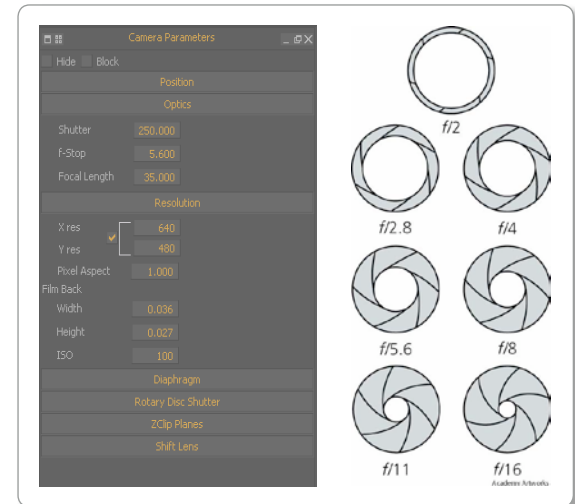 Camera Parameters
Hide Block
Position
Optics
Shutter 250.000
f-Stop 5.600
Focal Length 35.000
Resolution
X res 640
Y res 480
Pixel Aspect 1.000
Film Back
Width 0.036
Height 0.027
ISO 100
Diaphragm
Rotary Disc Shutter
ZClip Planes
Shift Lens
f/2
f/2.8 f/4
f/5.6 f/8
f/11 f/16
Academe Artworks